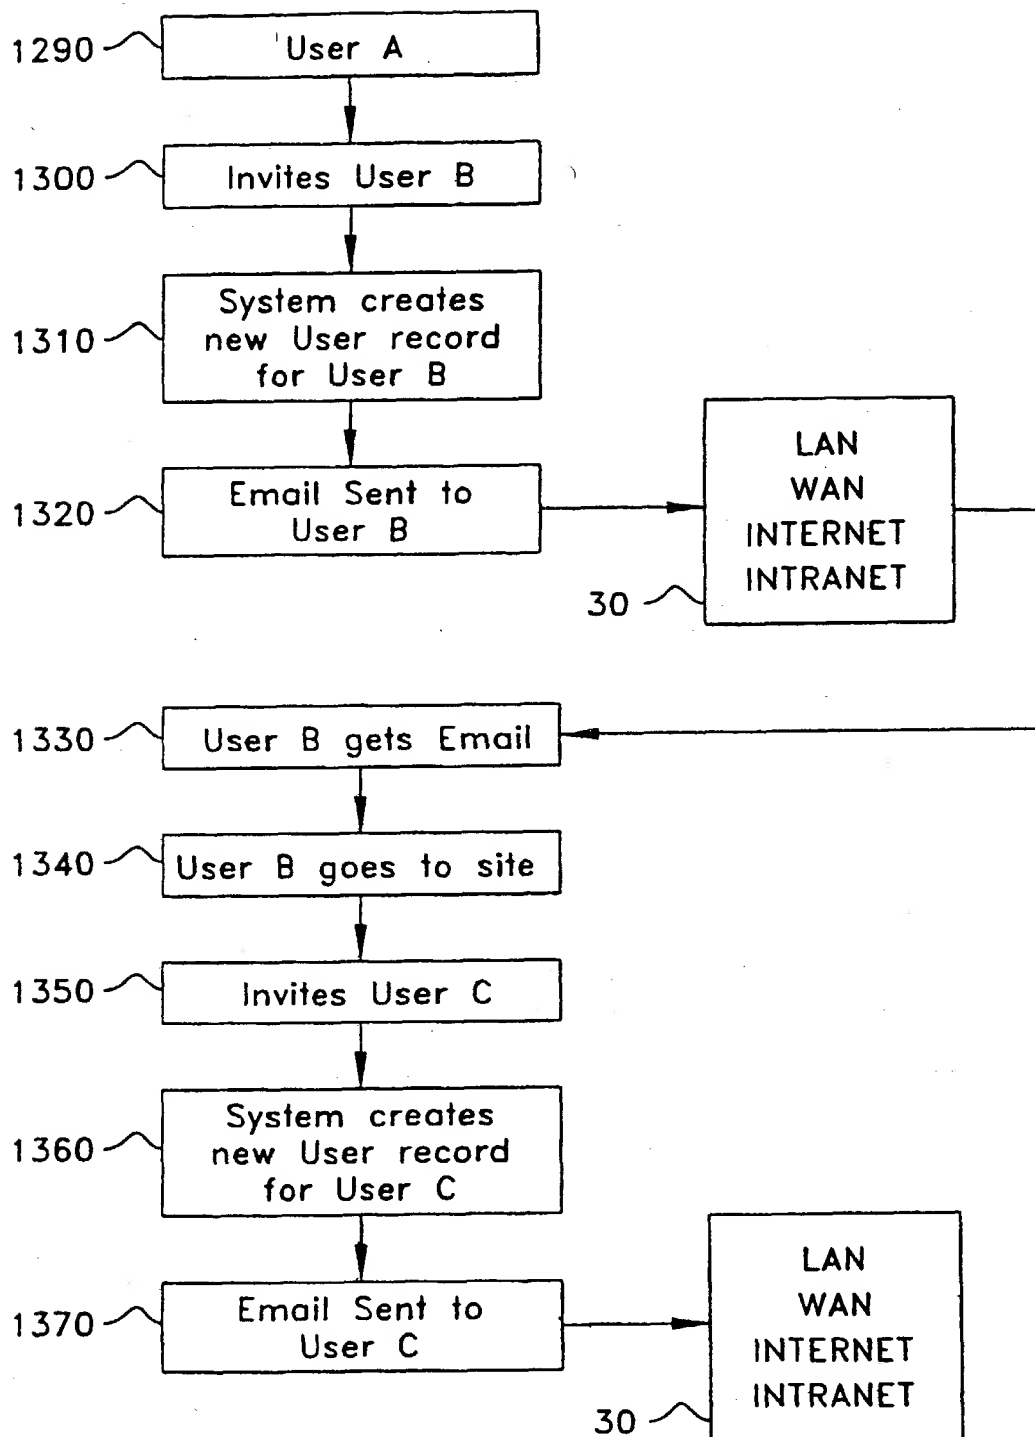 1290
User A
1300
Invites User B
1310
System creates
new User record
for User B
1320
Email Sent to
User B
LAN
WAN
INTERNET
INTRANET
30
1330
User B gets Email
1340
User B goes to site
1350
Invites User C
1360
System creates
new User record
for User C
1370
Email Sent to
User C
LAN
WAN
INTERNET
INTRANET
30